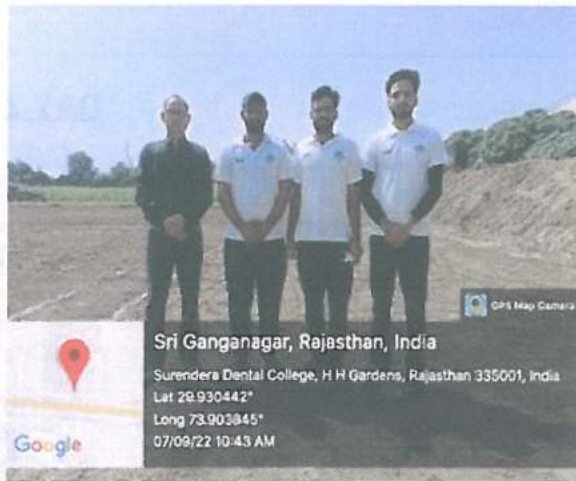 GPS Map Camera
Sri Ganganagar, Rajasthan, India
Surendera Dental College, H H Gardens, Rajasthan 335001, India
Lat 29.930442°
Long 73.903845°
07/09/22 10:43 AM
Google